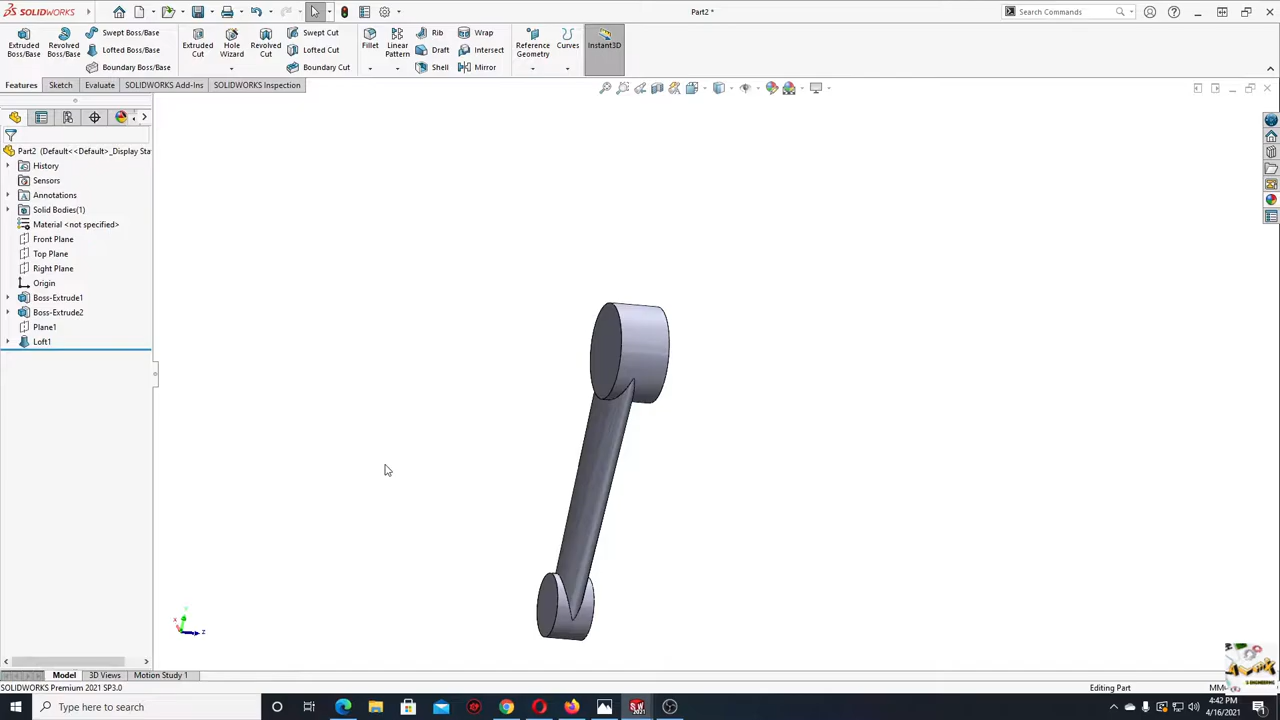 SOLIDWORKS
Part2 *
Search Commands
Extruded Boss/Base
Revolved Boss/Base
Swept Boss/Base
Lofted Boss/Base
Boundary Boss/Base
Extruded Cut
Hole Wizard
Revolved Cut
Swept Cut
Lofted Cut
Boundary Cut
Fillet
Linear Pattern
Rib
Draft
Shell
Wrap
Intersect
Mirror
Reference Geometry
Curves
Instant3D
Features
Sketch
Evaluate
SOLIDWORKS Add-Ins
SOLIDWORKS Inspection
Part2 (Default<<Default>_Display Sta
History
Sensors
Annotations
Solid Bodies(1)
Material <not specified>
Front Plane
Top Plane
Right Plane
Origin
Boss-Extrude1
Boss-Extrude2
Plane1
Loft1
Y
x
z
Model
3D Views
Motion Study 1
SOLIDWORKS Premium 2021 SP3.0
Editing Part
Type here to search
4:42 PM
4/16/2021